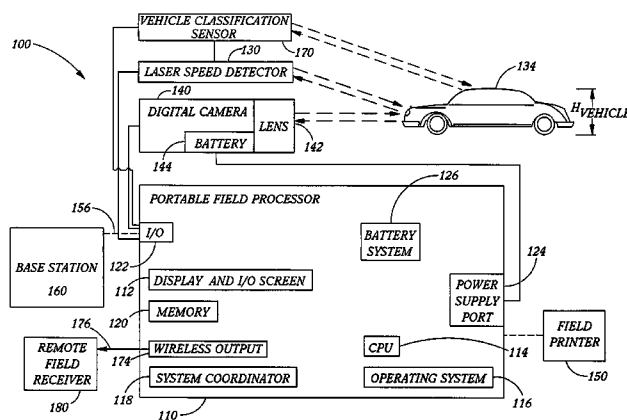 100
VEHICLE CLASSIFICATION
SENSOR
170
130
LASER SPEED DETECTOR
134
H VEHICLE
140
DIGITAL CAMERA
LENS
142
144
BATTERY
126
PORTABLE FIELD PROCESSOR
156
I/O
122
BATTERY
SYSTEM
124
BASE STATION
160
112
DISPLAY AND I/O SCREEN
POWER
SUPPLY
PORT
120
MEMORY
176
WIRELESS OUTPUT
174
CPU
114
FIELD
PRINTER
150
REMOTE
FIELD
RECEIVER
180
118
SYSTEM COORDINATOR
OPERATING SYSTEM
116
110